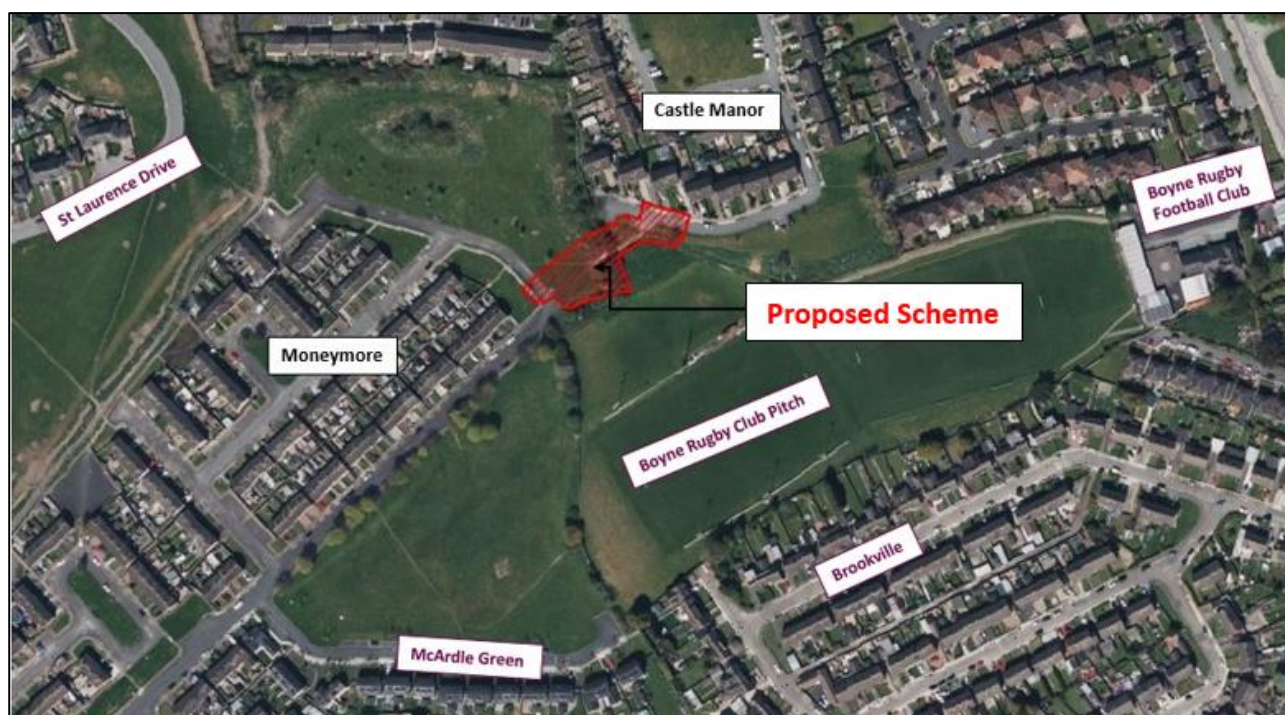 Castle Manor
St Laurence Drive
Boyne Rugby
Football Club
Proposed Scheme
Moneymore
Boyne Rugby Club Pitch
Brookville
McArdle Green